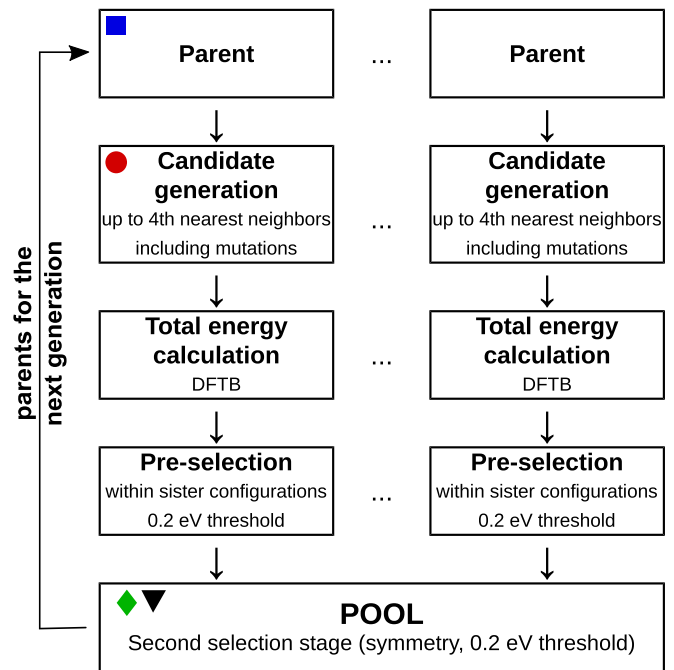 Parent
...
Parent
Candidate
generation
up to 4th nearest neighbors
including mutations
...
Candidate
generation
up to 4th nearest neighbors
including mutations
Total energy
calculation
DFTB
...
Total energy
calculation
DFTB
Pre-selection
within sister configurations
0.2 eV threshold
...
Pre-selection
within sister configurations
0.2 eV threshold
POOL
Second selection stage (symmetry, 0.2 eV threshold)
parents for the
next generation